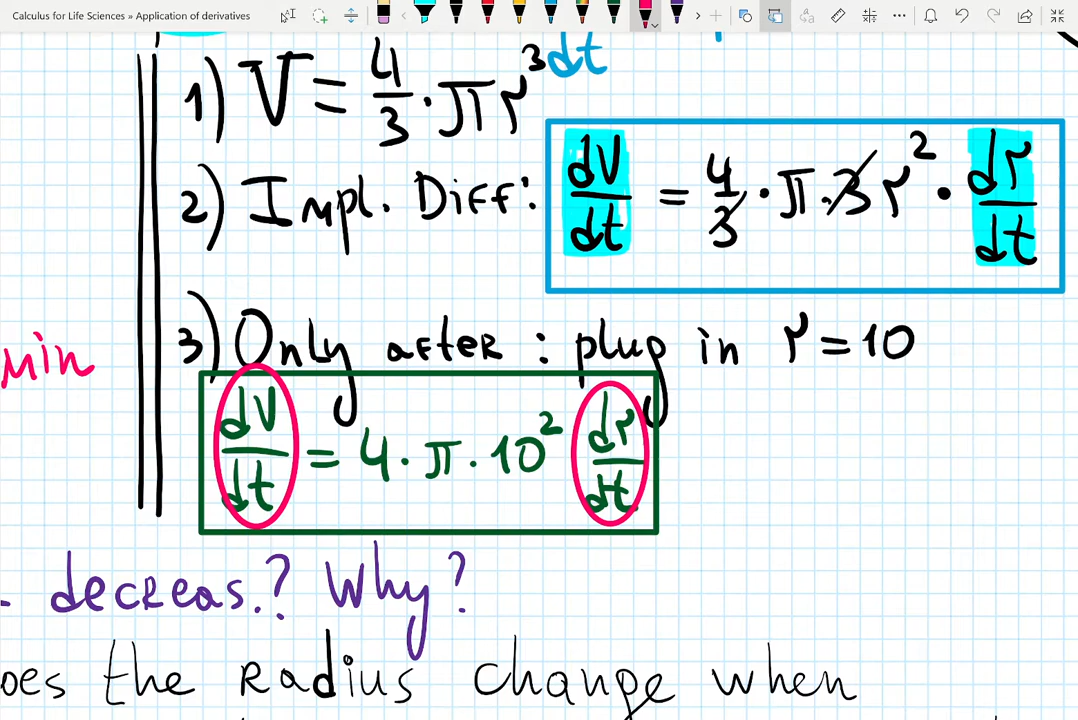 Calculus for Life Sciences » Application of derivatives
dt
1) V = 4/3 · π r³
2) Impl. Diff: dV/dt = 4/3 · π · 3 r² · dr/dt
3) Only after : plug in r = 10
min
dV/dt = 4 · π · 10² dr/dt
. decreas.? Why?
oes the Radius change when